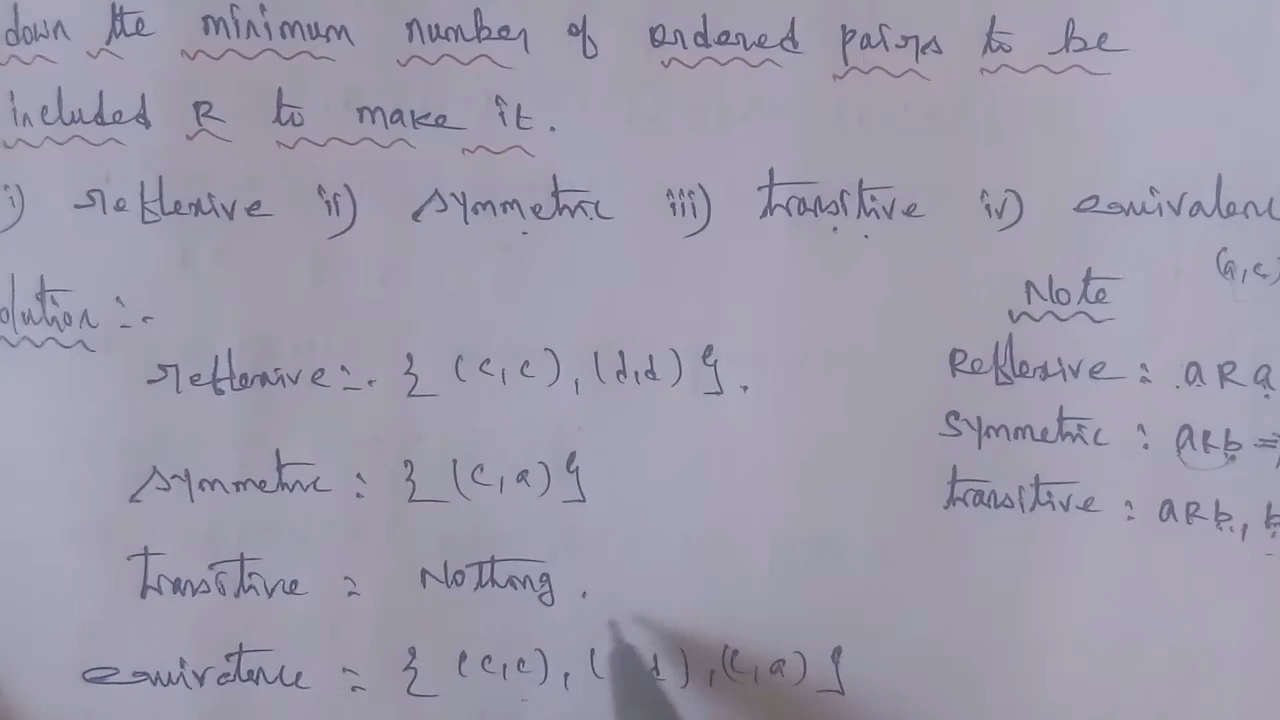 down the minimum number of ordered pairs to be
included R to make it.
i) reflexive ii) symmetric iii) transitive iv) equivalenc
(a,c)
olution :-
Note
reflexive :- { (c,c), (d,d) }.
Reflexive : aRa
symmetric : { (c,a) }
Symmetric : aRb =
transitive : Nothing.
transitive : aRb, b
equivalence = { (c,c), ( d), (c,a) }